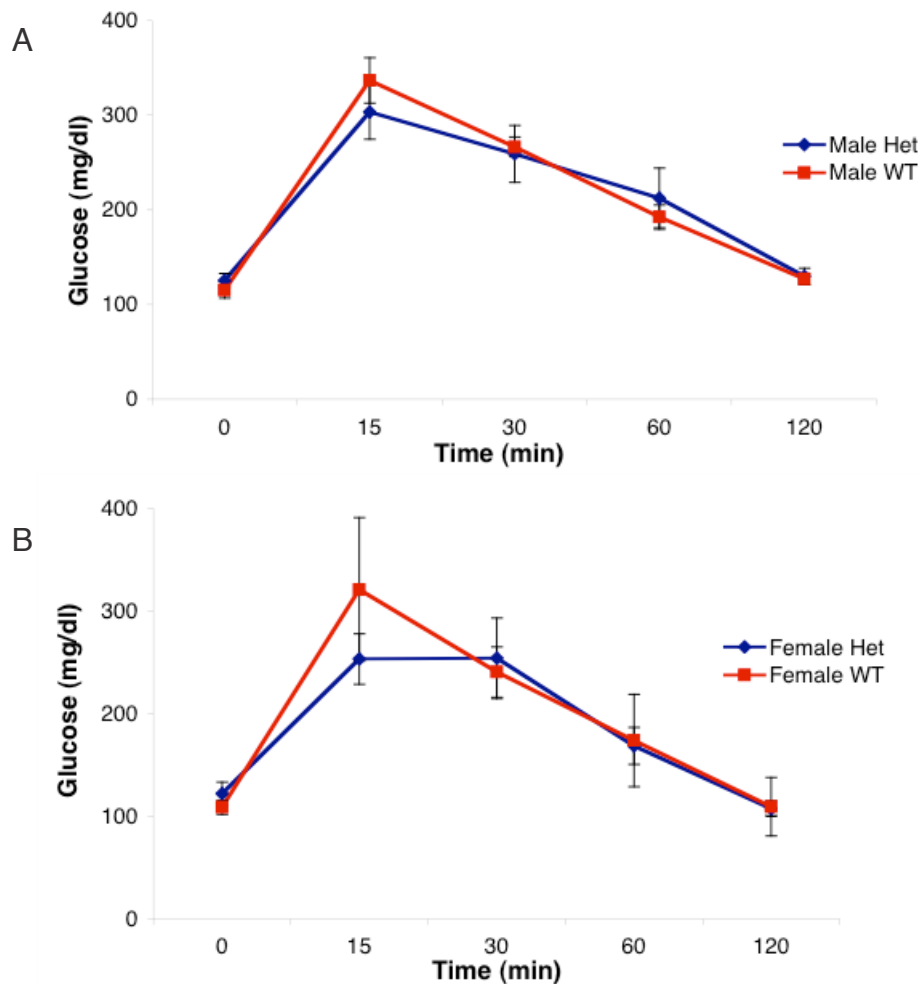 A
400
300
200
100
0
Glucose (mg/dl)
0 15 30 60 120
Time (min)
Male Het
Male WT
B
400
300
200
100
0
Glucose (mg/dl)
0 15 30 60 120
Time (min)
Female Het
Female WT